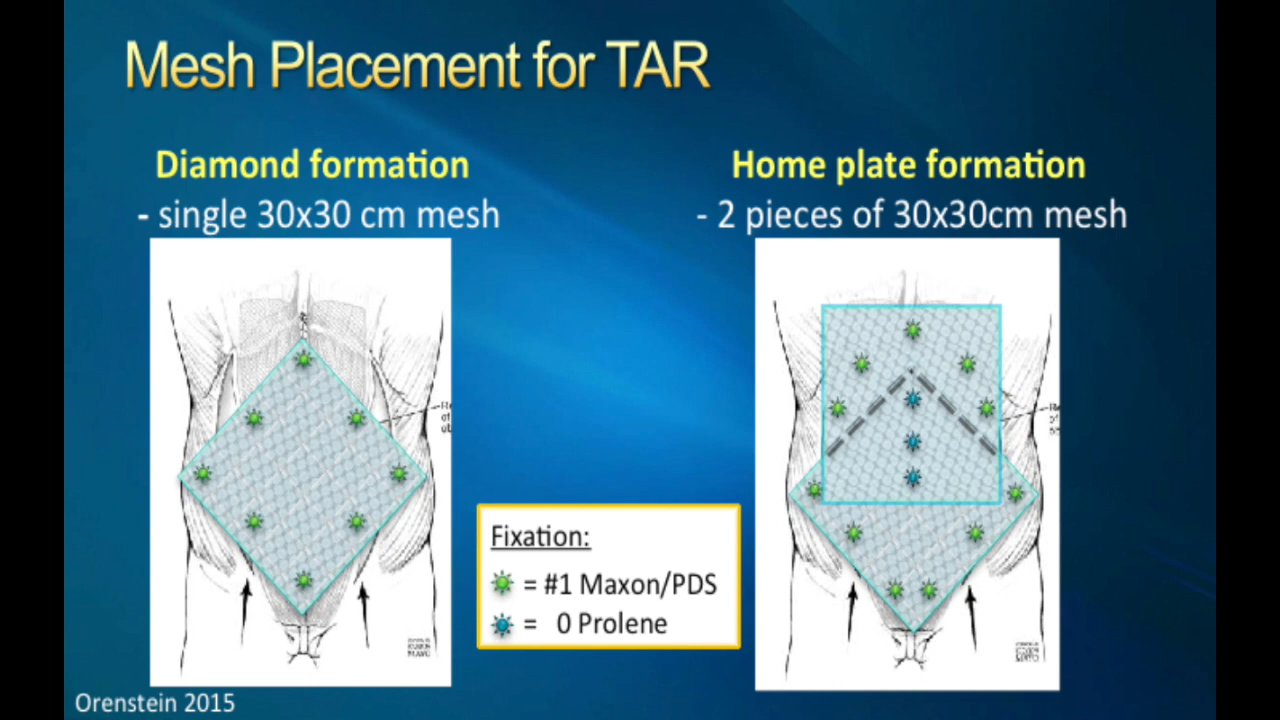 Mesh Placement for TAR
Diamond formation
- single 30x30 cm mesh
Home plate formation
- 2 pieces of 30x30cm mesh
Fixation:
= #1 Maxon/PDS
= 0 Prolene
Orenstein 2015